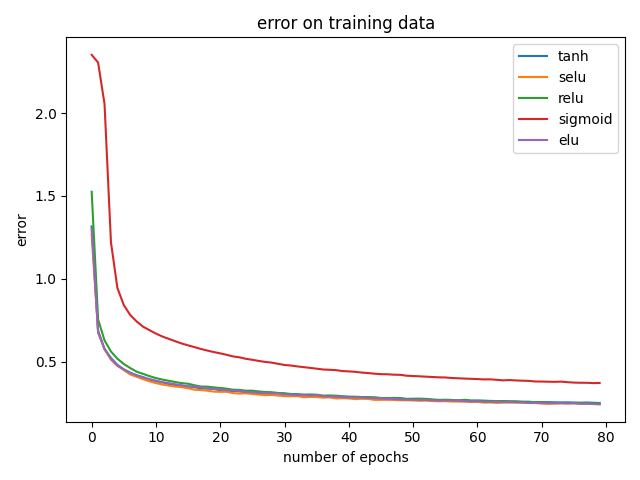 error on training data
error
2.0
1.5
1.0
0.5
tanh
selu
relu
sigmoid
elu
0 10 20 30 40 50 60 70 80
number of epochs